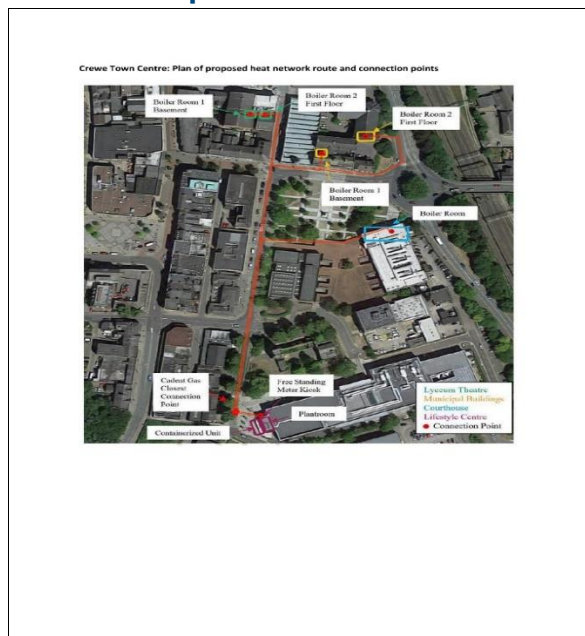 Crewe Town Centre: Plan of proposed heat network route and connection points
Boiler Room 1
Basement
Boiler Room 2
First Floor
Boiler Room 2
First Floor
Boiler Room 1
Basement
Boiler Room
Cadent Gas
Closest
Connection
Point
Free Standing
Meter Kiosk
Plantroom
Containerized Unit
Lyceum Theatre
Municipal Buildings
Courthouse
Lifestyle Centre
Connection Point